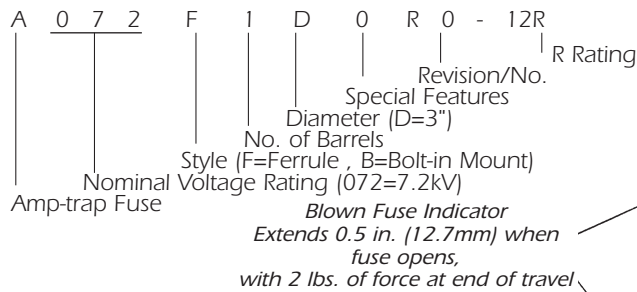 A 0 7 2 F 1 D 0 R 0 - 12R
R Rating
Revision/No.
Special Features
Diameter (D=3")
No. of Barrels
Style (F=Ferrule , B=Bolt-in Mount)
Nominal Voltage Rating (072=7.2kV)
Amp-trap Fuse
Blown Fuse Indicator
Extends 0.5 in. (12.7mm) when
fuse opens,
with 2 lbs. of force at end of travel